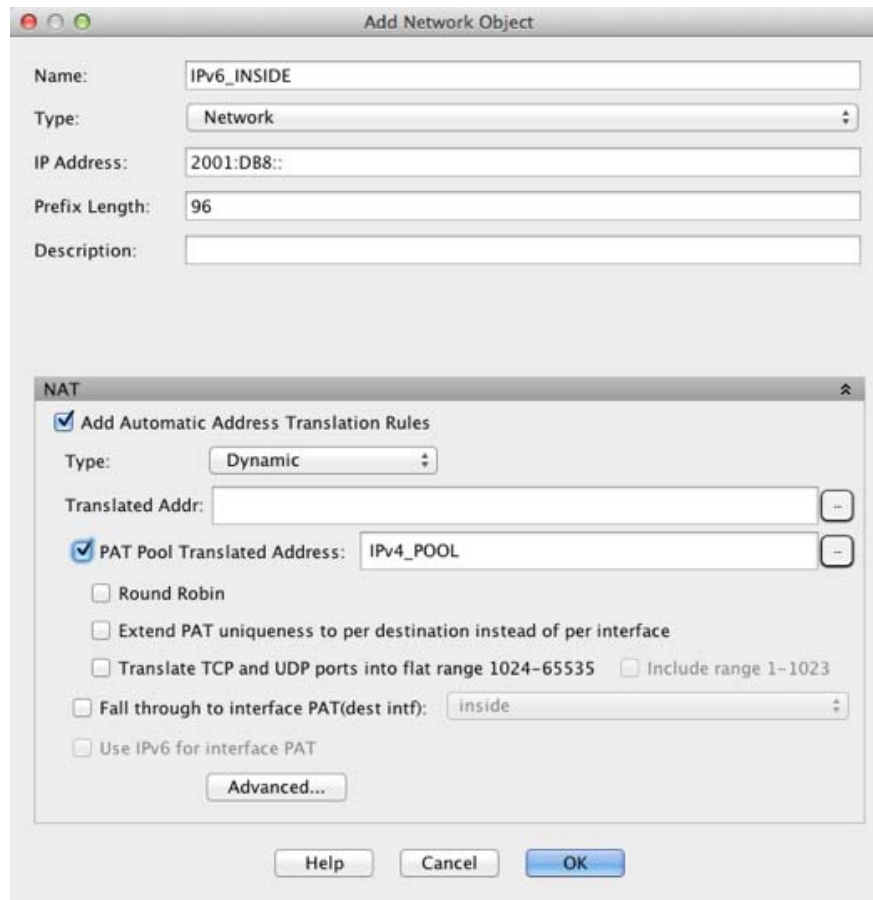 Add Network Object
Name: IPv6_INSIDE
Type: Network
IP Address: 2001:DB8::
Prefix Length: 96
Description:
NAT
Add Automatic Address Translation Rules
Type: Dynamic
Translated Addr: ...
PAT Pool Translated Address: IPv4_POOL ...
Round Robin
Extend PAT uniqueness to per destination instead of per interface
Translate TCP and UDP ports into flat range 1024-65535 Include range 1-1023
Fall through to interface PAT(dest intf): inside
Use IPv6 for interface PAT
Advanced...
Help Cancel OK